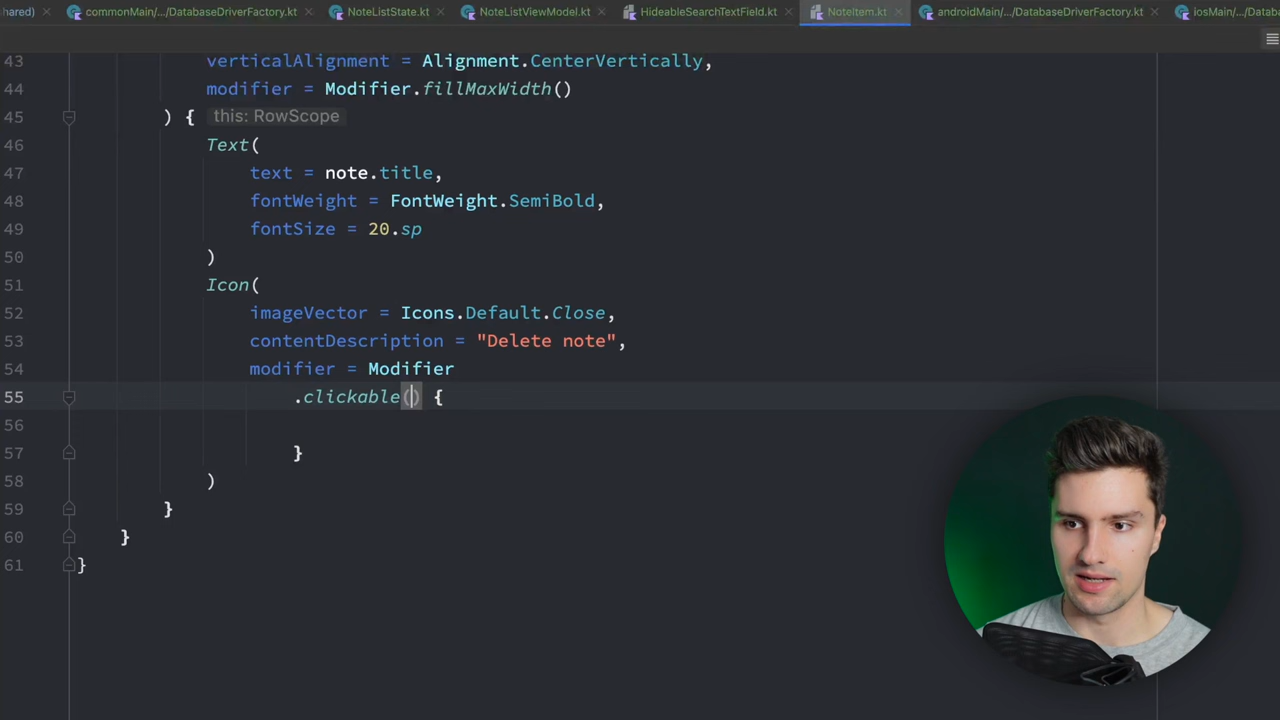 shared) commonMain/.../DatabaseDriverFactory.kt NoteListState.kt NoteListViewModel.kt HideableSearchTextField.kt NoteItem.kt androidMain/.../DatabaseDriverFactory.kt iosMain/.../Datab
43 verticalAlignment = Alignment.CenterVertically,
44 modifier = Modifier.fillMaxWidth()
45 ) { this: RowScope
46 Text(
47 text = note.title,
48 fontWeight = FontWeight.SemiBold,
49 fontSize = 20.sp
50 )
51 Icon(
52 imageVector = Icons.Default.Close,
53 contentDescription = "Delete note",
54 modifier = Modifier
55 .clickable() {
56
57 }
58 )
59 }
60 }
61 }